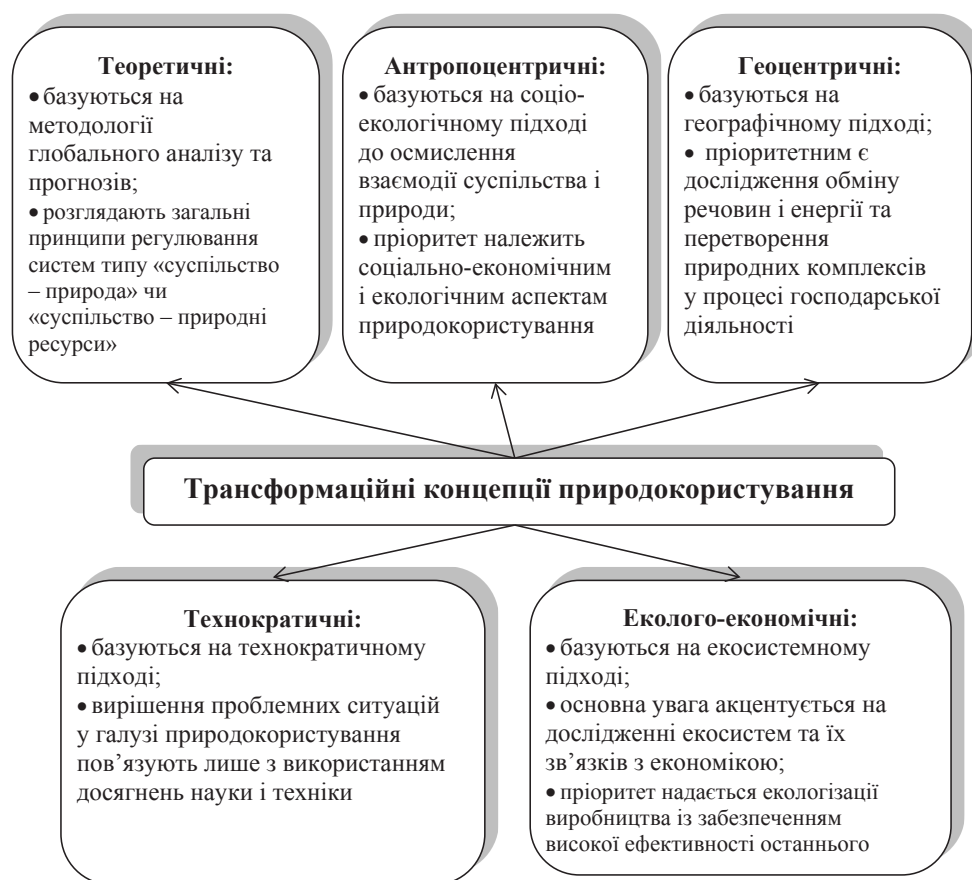 Теоретичні:
• базуються на
методології
глобального аналізу та
прогнозів;
• розглядають загальні
принципи регулювання
систем типу «суспільство
– природа» чи
«суспільство – природні
ресурси»
Антропоцентричні:
• базуються на соціо-
екологічному підході
до осмислення
взаємодії суспільства і
природи;
• пріоритет належить
соціально-економічним
і екологічним аспектам
природокористування
Геоцентричні:
• базуються на
географічному підході;
• пріоритетним є
дослідження обміну
речовин і енергії та
перетворення
природних комплексів
у процесі господарської
діяльності
Трансформаційні концепції природокористування
Технократичні:
• базуються на технократичному
підході;
• вирішення проблемних ситуацій
у галузі природокористування
пов’язують лише з використанням
досягнень науки і техніки
Еколого-економічні:
• базуються на екосистемному
підході;
• основна увага акцентується на
дослідженні екосистем та їх
зв’язків з економікою;
• пріоритет надається екологізації
виробництва із забезпеченням
високої ефективності останнього